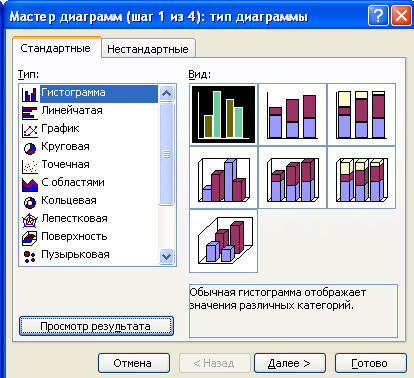 Мастер диаграмм (шаг 1 из 4): тип диаграммы
Стандартные
Нестандартные
Тип:
Вид:
Гистограмма
Линейчатая
График
Круговая
Точечная
С областями
Кольцевая
Лепестковая
Поверхность
Пузырьковая
Обычная гистограмма отображает
значения различных категорий.
Просмотр результата
Отмена
< Назад
Далее >
Готово